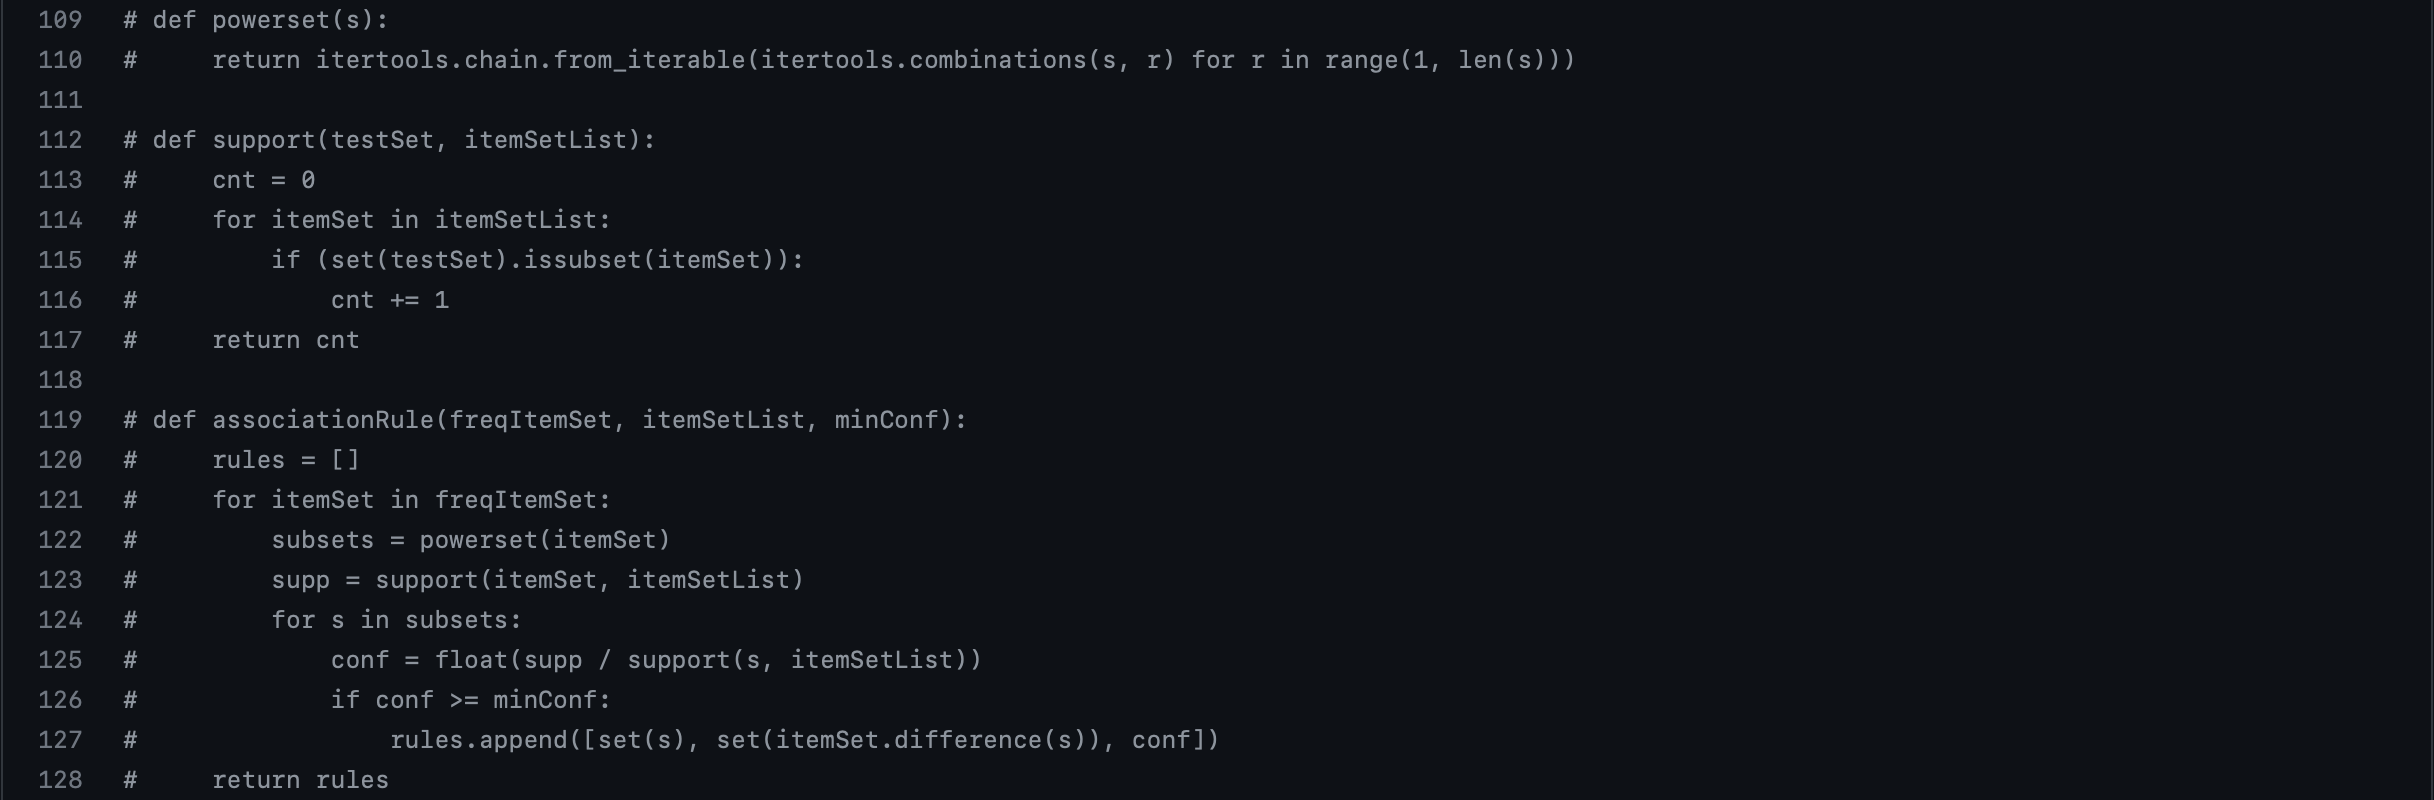 109 # def powerset(s):
110 #     return itertools.chain.from_iterable(itertools.combinations(s, r) for r in range(1, len(s)))
111
112 # def support(testSet, itemSetList):
113 #     cnt = 0
114 #     for itemSet in itemSetList:
115 #         if (set(testSet).issubset(itemSet)):
116 #             cnt += 1
117 #     return cnt
118
119 # def associationRule(freqItemSet, itemSetList, minConf):
120 #     rules = []
121 #     for itemSet in freqItemSet:
122 #         subsets = powerset(itemSet)
123 #         supp = support(itemSet, itemSetList)
124 #         for s in subsets:
125 #             conf = float(supp / support(s, itemSetList))
126 #             if conf >= minConf:
127 #                 rules.append([set(s), set(itemSet.difference(s)), conf])
128 #     return rules